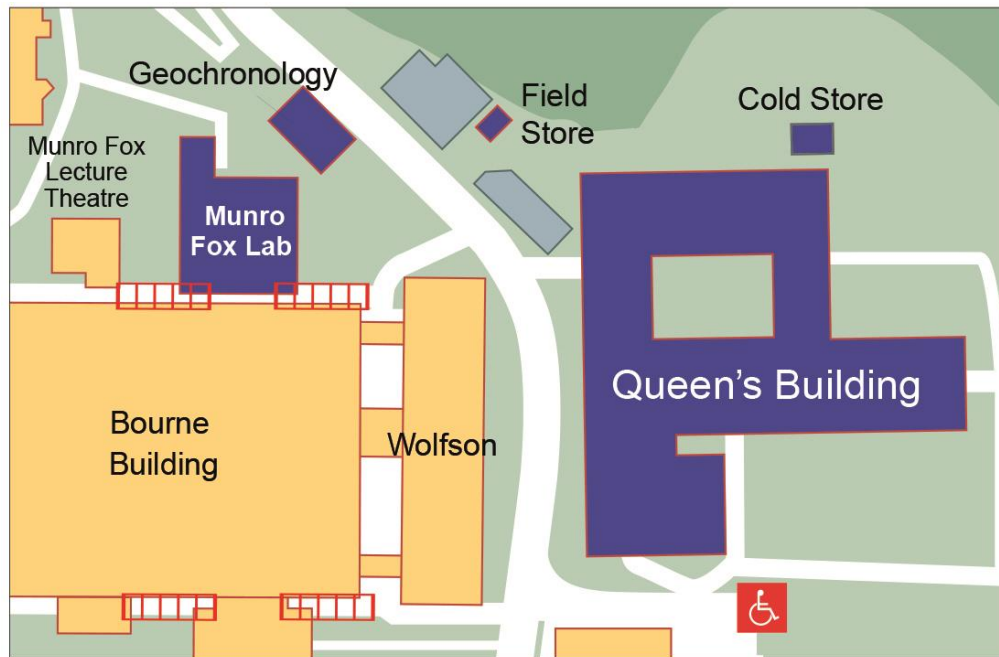 Geochronology
Field
Store
Cold Store
Munro Fox
Lecture
Theatre
Munro
Fox Lab
Queen’s Building
Bourne
Building
Wolfson